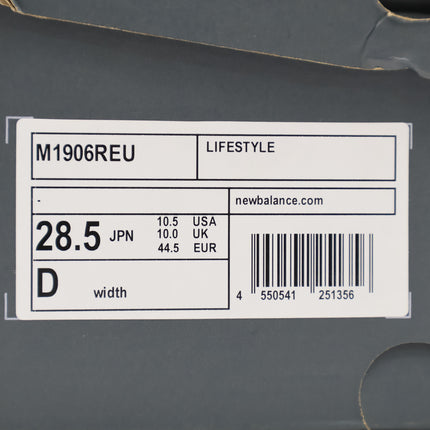 M1906REU LIFESTYLE
- newbalance.com
28.5 JPN
10.5 USA
10.0 UK
44.5 EUR
D width
4 550541 251356